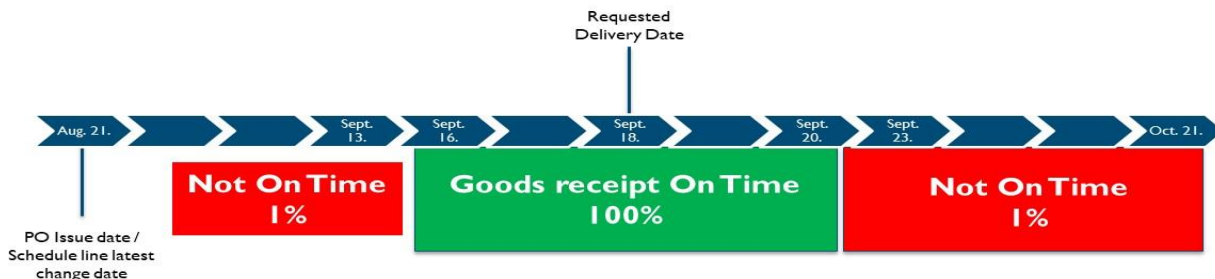 Requested
Delivery Date
Aug. 21.
Sept.
13.
Sept.
16.
Sept.
18.
Sept.
20.
Sept.
23.
Oct. 21.
Not On Time
1%
Goods receipt On Time
100%
Not On Time
1%
PO Issue date /
Schedule line latest
change date